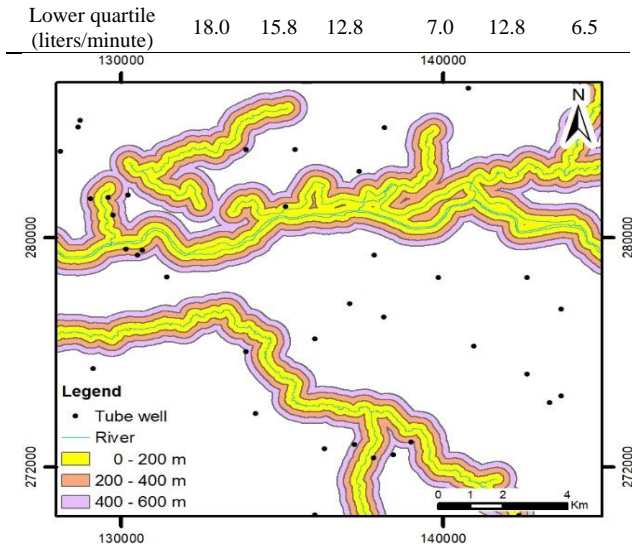 Lower quartile
(liters/minute) 18.0 15.8 12.8 7.0 12.8 6.5
130000 140000
N
280000 280000
Legend
Tube well
River
0 - 200 m
200 - 400 m
400 - 600 m
272000 272000
0 1 2 4
Km
130000 140000